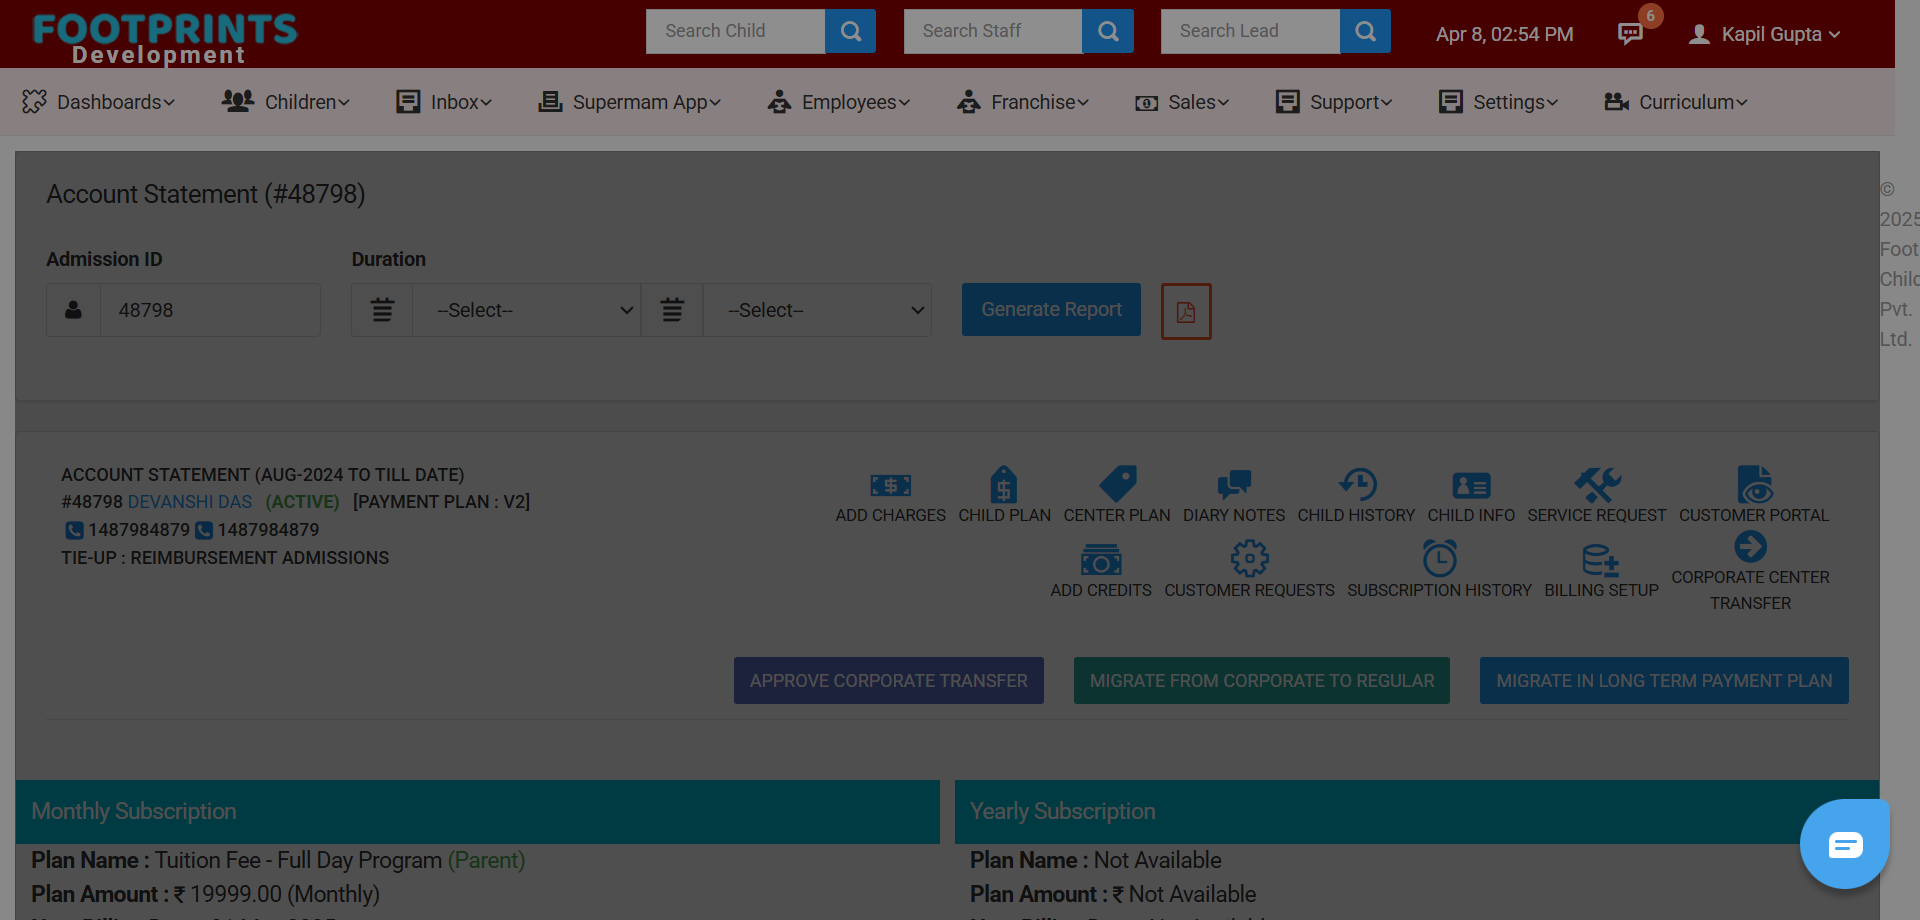 FOOTPRINTS
Development
Search Child
Search Staff
Search Lead
Apr 8, 02:54 PM
6
Kapil Gupta
Dashboards
Children
Inbox
Supermam App
Employees
Franchise
Sales
Support
Settings
Curriculum
Account Statement (#48798)
Admission ID
Duration
48798
--Select--
--Select--
Generate Report
©
2025
Foot
Chil
Pvt.
Ltd.
ACCOUNT STATEMENT (AUG-2024 TO TILL DATE)
#48798 DEVANSHI DAS (ACTIVE) [PAYMENT PLAN : V2]
1487984879 1487984879
TIE-UP : REIMBURSEMENT ADMISSIONS
ADD CHARGES
CHILD PLAN
CENTER PLAN
DIARY NOTES
CHILD HISTORY
CHILD INFO
SERVICE REQUEST
CUSTOMER PORTAL
ADD CREDITS
CUSTOMER REQUESTS
SUBSCRIPTION HISTORY
BILLING SETUP
CORPORATE CENTER
TRANSFER
APPROVE CORPORATE TRANSFER
MIGRATE FROM CORPORATE TO REGULAR
MIGRATE IN LONG TERM PAYMENT PLAN
Monthly Subscription
Plan Name : Tuition Fee - Full Day Program (Parent)
Plan Amount : ₹ 19999.00 (Monthly)
Yearly Subscription
Plan Name : Not Available
Plan Amount : ₹ Not Available